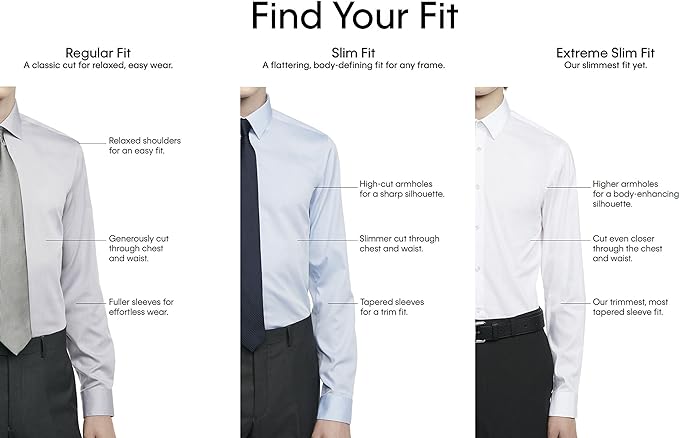 Find Your Fit
Regular Fit
A classic cut for relaxed, easy wear.
Relaxed shoulders
for an easy fit.
Generously cut
through chest
and waist.
Fuller sleeves for
effortless wear.
Slim Fit
A flattering, body-defining fit for any frame.
High-cut armholes
for a sharp silhouette.
Slimmer cut through
chest and waist.
Tapered sleeves
for a trim fit.
Extreme Slim Fit
Our slimmest fit yet.
Higher armholes
for a body-enhancing
silhouette.
Cut even closer
through the chest
and waist.
Our trimmest, most
tapered sleeve fit.